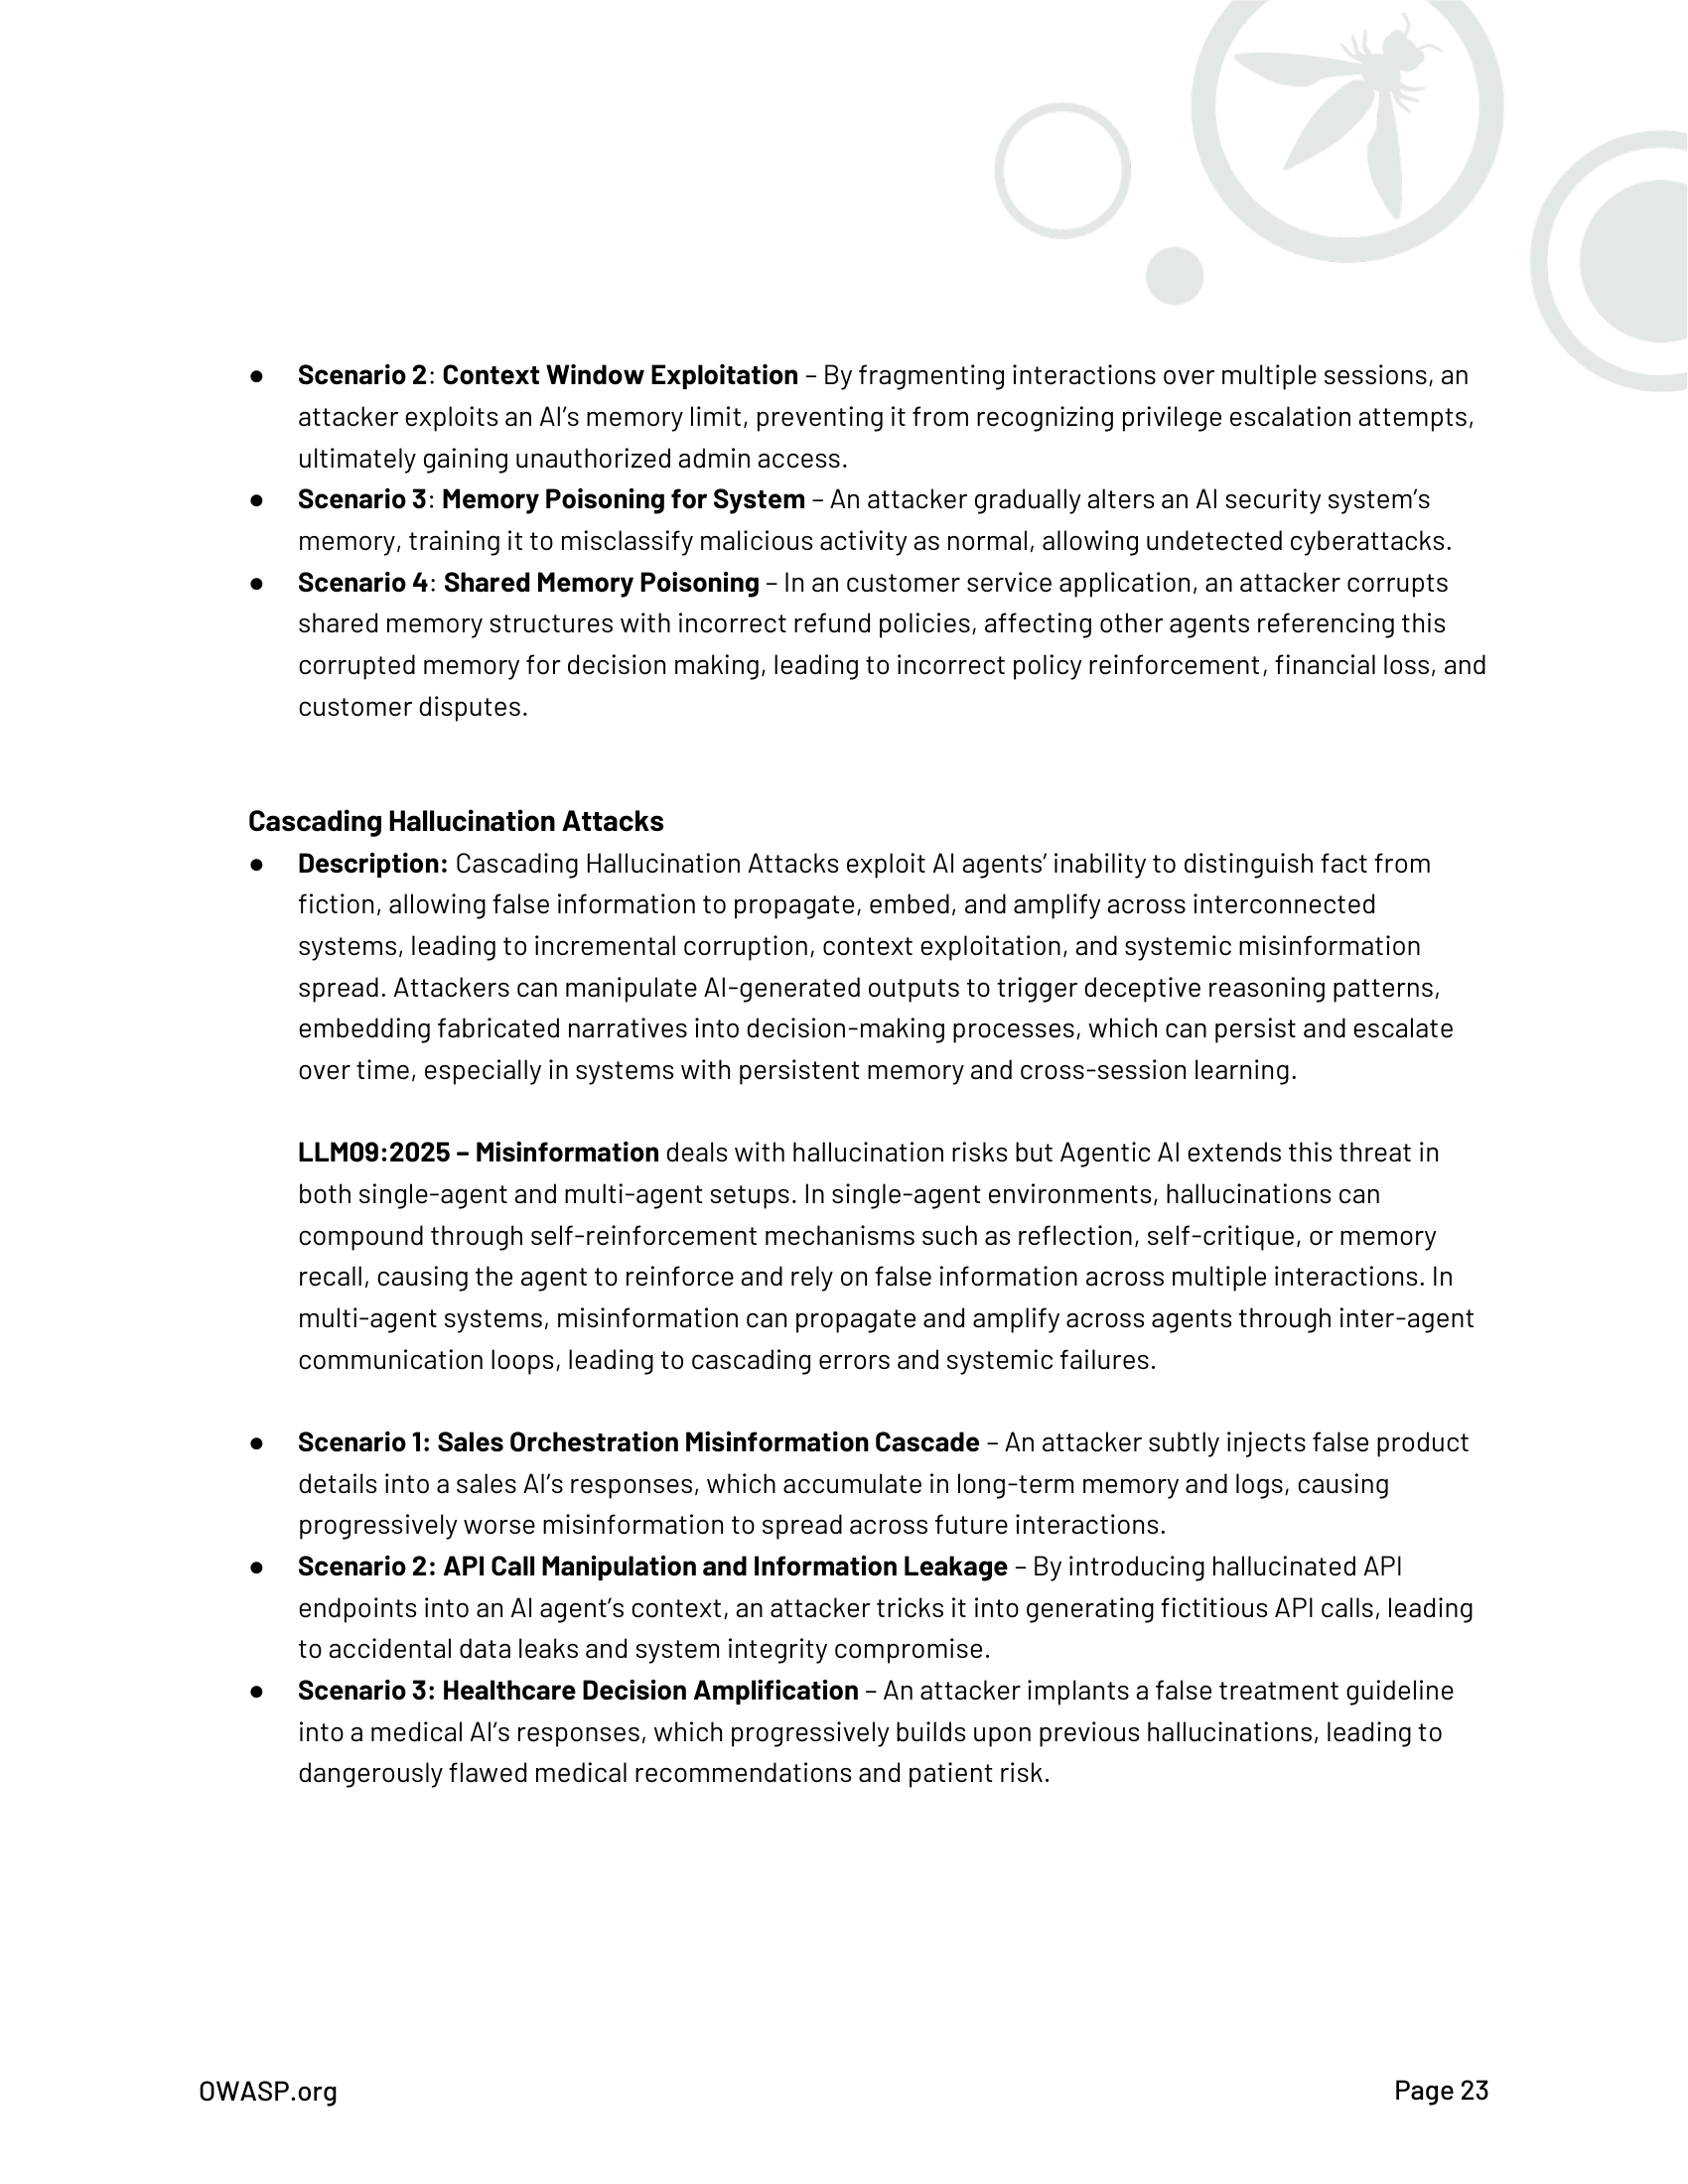 ● Scenario 2: Context Window Exploitation – By fragmenting interactions over multiple sessions, an
attacker exploits an AI’s memory limit, preventing it from recognizing privilege escalation attempts,
ultimately gaining unauthorized admin access.
● Scenario 3: Memory Poisoning for System – An attacker gradually alters an AI security system’s
memory, training it to misclassify malicious activity as normal, allowing undetected cyberattacks.
● Scenario 4: Shared Memory Poisoning – In an customer service application, an attacker corrupts
shared memory structures with incorrect refund policies, affecting other agents referencing this
corrupted memory for decision making, leading to incorrect policy reinforcement, financial loss, and
customer disputes.
Cascading Hallucination Attacks
● Description: Cascading Hallucination Attacks exploit AI agents’ inability to distinguish fact from
fiction, allowing false information to propagate, embed, and amplify across interconnected
systems, leading to incremental corruption, context exploitation, and systemic misinformation
spread. Attackers can manipulate AI-generated outputs to trigger deceptive reasoning patterns,
embedding fabricated narratives into decision-making processes, which can persist and escalate
over time, especially in systems with persistent memory and cross-session learning.
LLM09:2025 – Misinformation deals with hallucination risks but Agentic AI extends this threat in
both single-agent and multi-agent setups. In single-agent environments, hallucinations can
compound through self-reinforcement mechanisms such as reflection, self-critique, or memory
recall, causing the agent to reinforce and rely on false information across multiple interactions. In
multi-agent systems, misinformation can propagate and amplify across agents through inter-agent
communication loops, leading to cascading errors and systemic failures.
● Scenario 1: Sales Orchestration Misinformation Cascade – An attacker subtly injects false product
details into a sales AI’s responses, which accumulate in long-term memory and logs, causing
progressively worse misinformation to spread across future interactions.
● Scenario 2: API Call Manipulation and Information Leakage – By introducing hallucinated API
endpoints into an AI agent’s context, an attacker tricks it into generating fictitious API calls, leading
to accidental data leaks and system integrity compromise.
● Scenario 3: Healthcare Decision Amplification – An attacker implants a false treatment guideline
into a medical AI’s responses, which progressively builds upon previous hallucinations, leading to
dangerously flawed medical recommendations and patient risk.
OWASP.org
Page 23